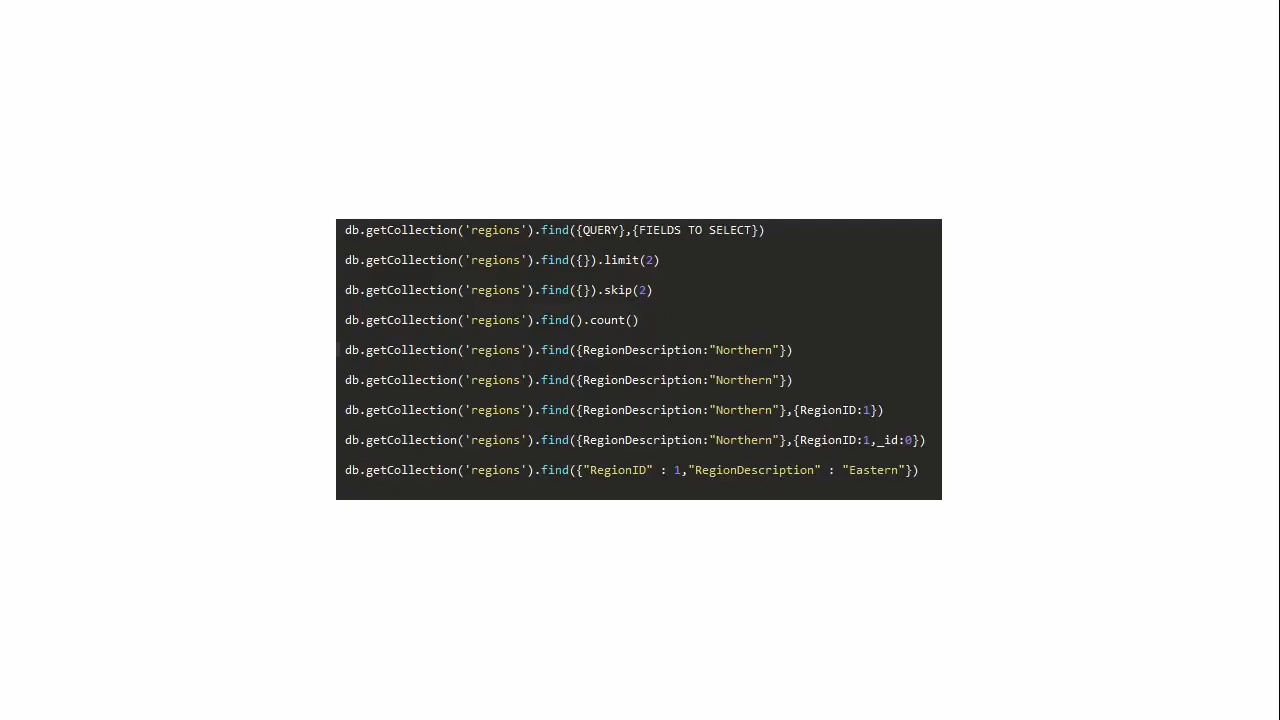 db.getCollection('regions').find({QUERY},{FIELDS TO SELECT})
db.getCollection('regions').find({}).limit(2)
db.getCollection('regions').find({}).skip(2)
db.getCollection('regions').find().count()
db.getCollection('regions').find({RegionDescription:"Northern"})
db.getCollection('regions').find({RegionDescription:"Northern"})
db.getCollection('regions').find({RegionDescription:"Northern"},{RegionID:1})
db.getCollection('regions').find({RegionDescription:"Northern"},{RegionID:1,_id:0})
db.getCollection('regions').find({"RegionID" : 1,"RegionDescription" : "Eastern"})